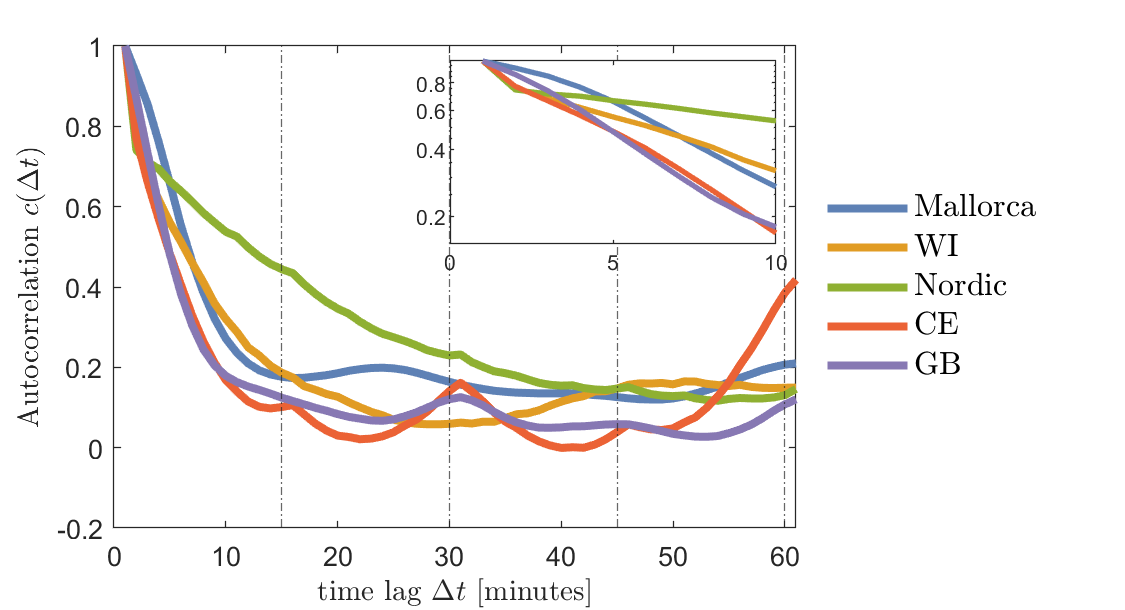 Autocorrelation c(Δt)
1
0.8
0.6
0.4
0.2
0
-0.2
0 10 20 30 40 50 60
time lag Δt [minutes]
0.8
0.6
0.4
0.2
0 5 10
Mallorca
WI
Nordic
CE
GB